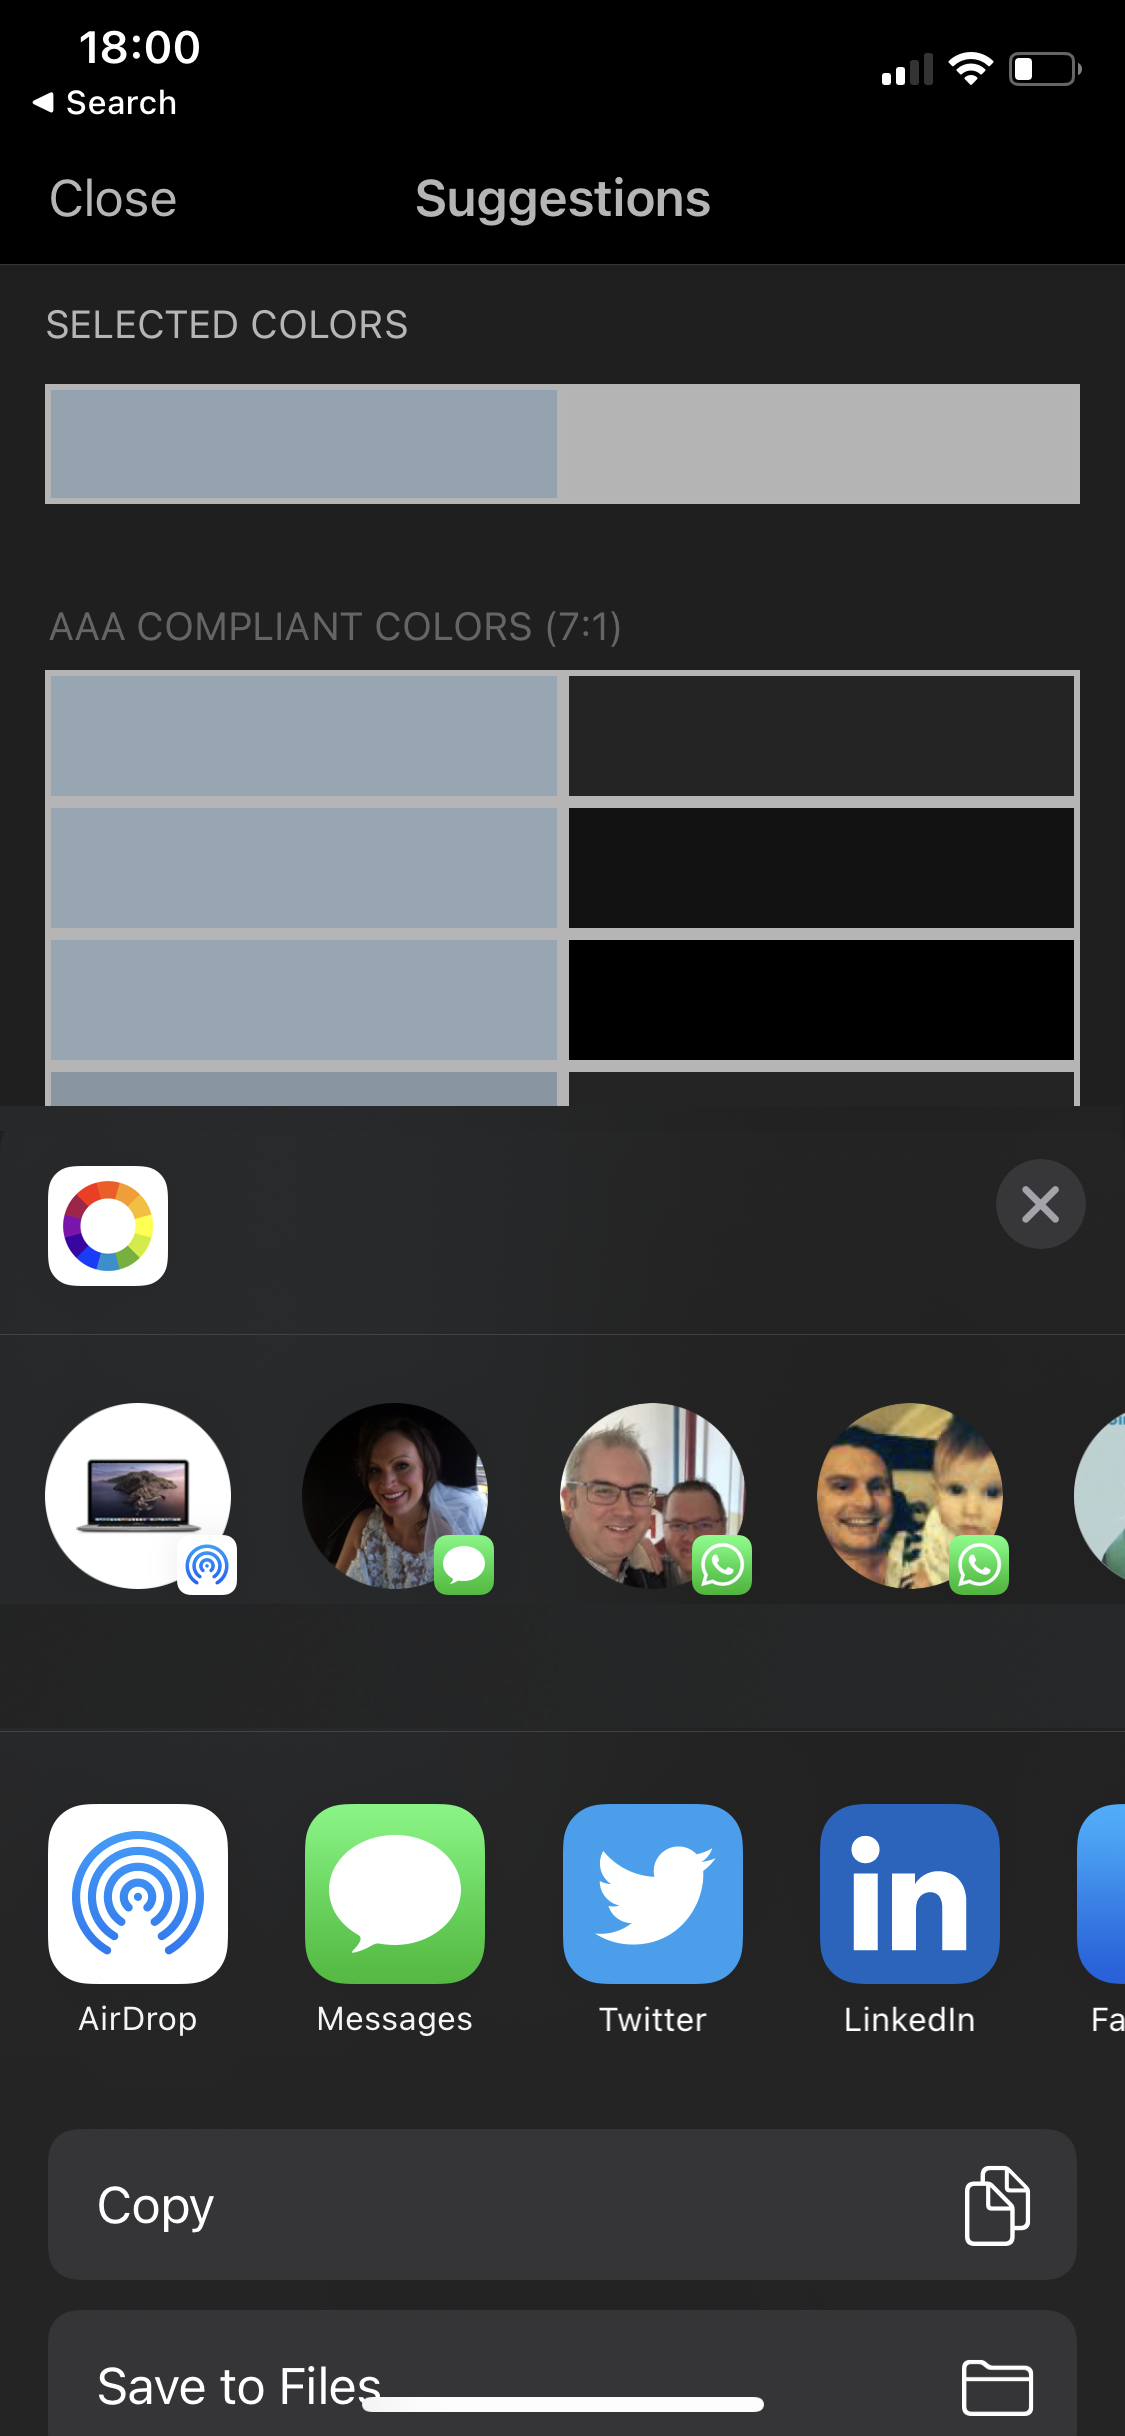 18:00
Search
Close
Suggestions
SELECTED COLORS
AAA COMPLIANT COLORS (7:1)
AirDrop
Messages
Twitter
LinkedIn
Fa
Copy
Save to Files